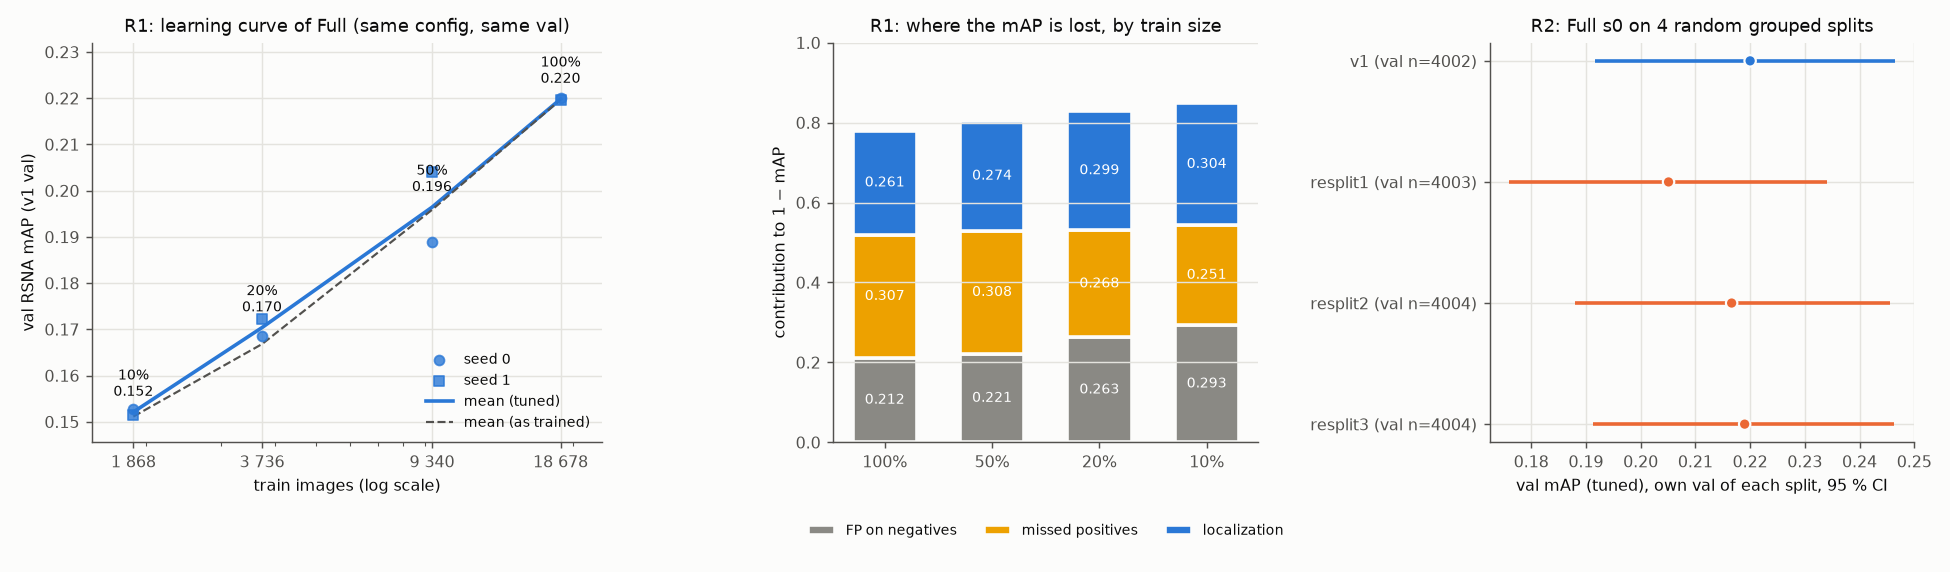 R1: learning curve of Full (same config, same val)
val RSNA mAP (v1 val)
0.23
0.22
0.21
0.20
0.19
0.18
0.17
0.16
0.15
100%
0.220
50%
0.196
20%
0.170
10%
0.152
seed 0
seed 1
mean (tuned)
mean (as trained)
1 868
3 736
9 340
18 678
train images (log scale)
R1: where the mAP is lost, by train size
contribution to 1 − mAP
1.0
0.8
0.6
0.4
0.2
0.0
0.261
0.274
0.299
0.304
0.307
0.308
0.268
0.251
0.212
0.221
0.263
0.293
100%
50%
20%
10%
FP on negatives
missed positives
localization
R2: Full s0 on 4 random grouped splits
v1 (val n=4002)
resplit1 (val n=4003)
resplit2 (val n=4004)
resplit3 (val n=4004)
0.18
0.19
0.20
0.21
0.22
0.23
0.24
0.25
val mAP (tuned), own val of each split, 95 % CI